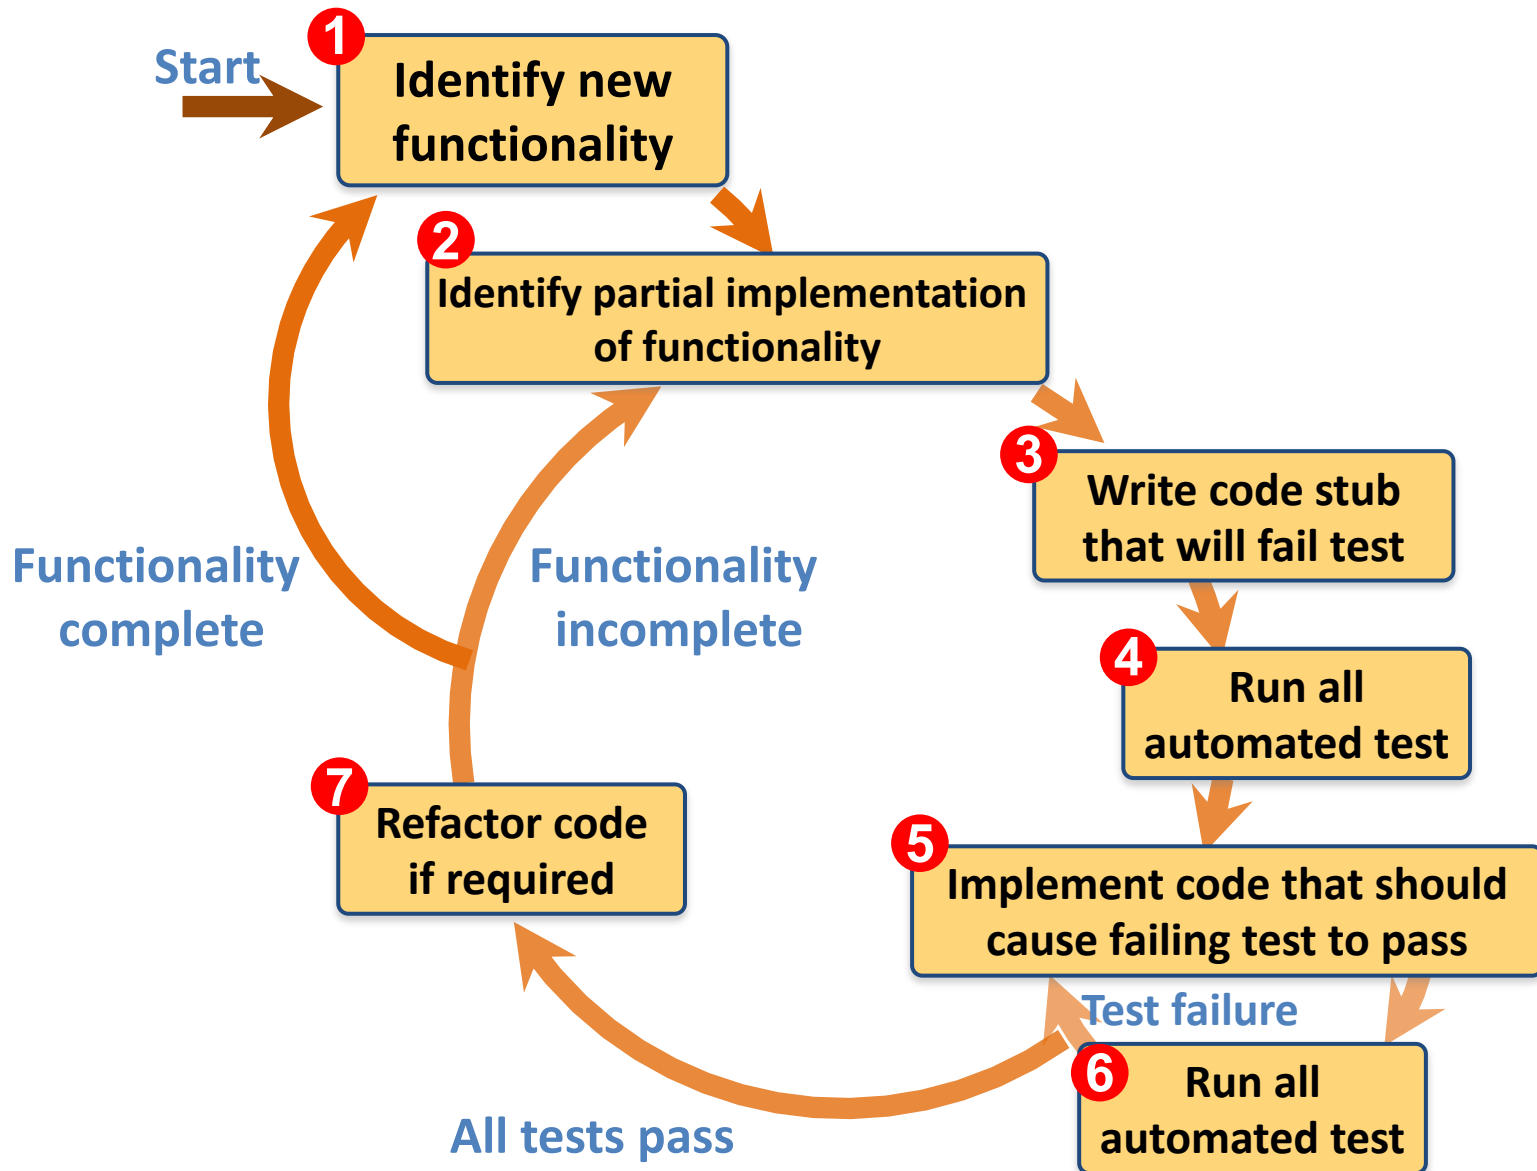 Start
1
Identify new
functionality
2
Identify partial implementation
of functionality
3
Write code stub
that will fail test
Functionality
complete
Functionality
incomplete
4
Run all
automated test
7
Refactor code
if required
5
Implement code that should
cause failing test to pass
Test failure
6
Run all
automated test
All tests pass